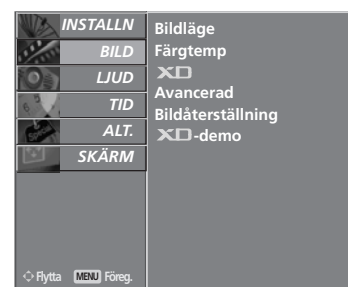 INSTALLN
BILD
LJUD
TID
ALT.
SKÄRM
Bildläge
Färgtemp
XD
Avancerad
Bildåterställning
XD-demo
Flytta MENU Föreg.